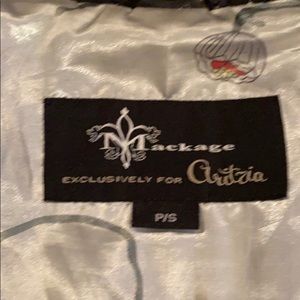 Mackage
EXCLUSIVELY FOR Aritzia
P/S